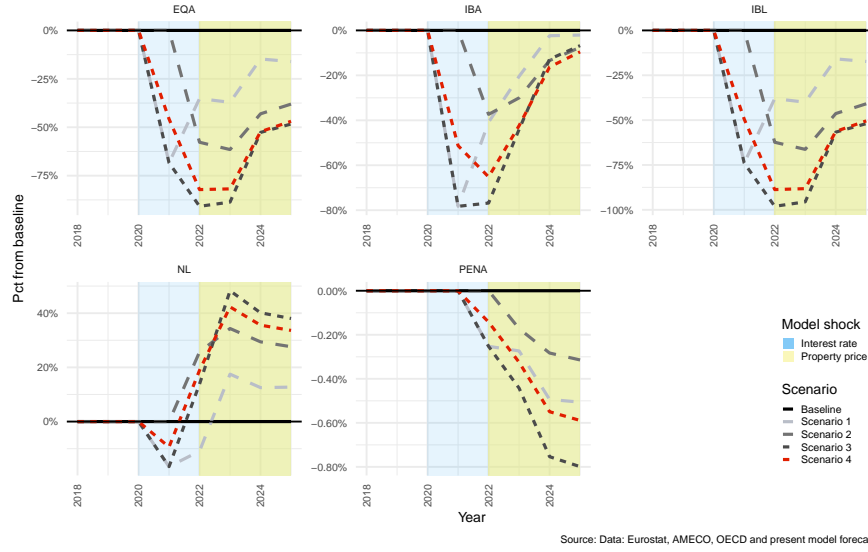 EQA
IBA
IBL
0%
−25%
−50%
−75%
0%
−20%
−40%
−60%
−80%
0%
−25%
−50%
−75%
−100%
2018
2020
2022
2024
2018
2020
2022
2024
2018
2020
2022
2024
Pct from baseline
NL
PENA
40%
20%
0%
0.00%
−0.20%
−0.40%
−0.60%
−0.80%
2018
2020
2022
2024
2018
2020
2022
2024
Year
Model shock
Interest rate
Property price
Scenario
Baseline
Scenario 1
Scenario 2
Scenario 3
Scenario 4
Source: Data: Eurostat, AMECO, OECD and present model foreca